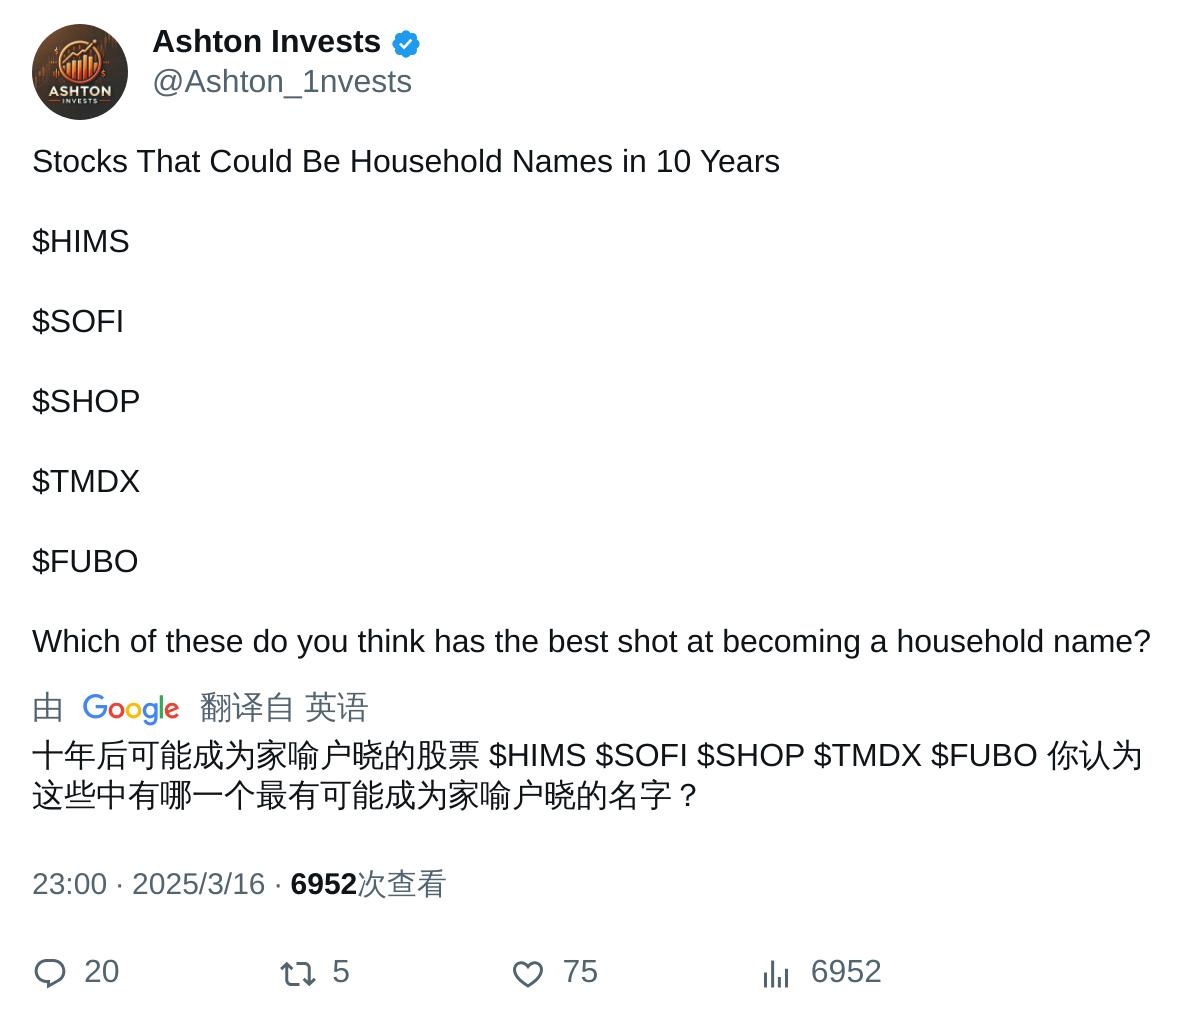 Ashton Invests
@Ashton_1nvests
ASHTON
INVESTS
Stocks That Could Be Household Names in 10 Years
$HIMS
$SOFI
$SHOP
$TMDX
$FUBO
Which of these do you think has the best shot at becoming a household name?
由 Google 翻译自 英语
十年后可能成为家喻户晓的股票 $HIMS $SOFI $SHOP $TMDX $FUBO 你认为
这些中有哪一个最有可能成为家喻户晓的名字？
23:00 · 2025/3/16 · 6952次查看
20 5 75 6952